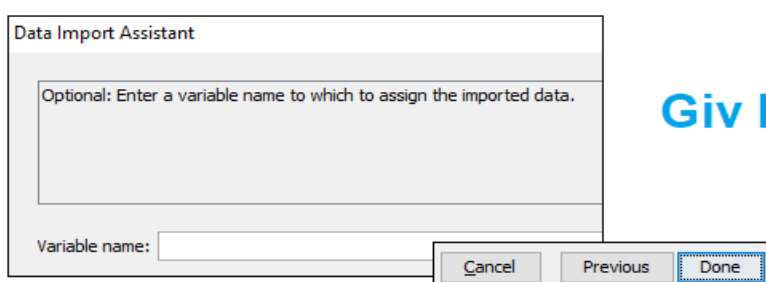 Data Import Assistant
Optional: Enter a variable name to which to assign the imported data.
Giv
Variable name:
Cancel Previous Done